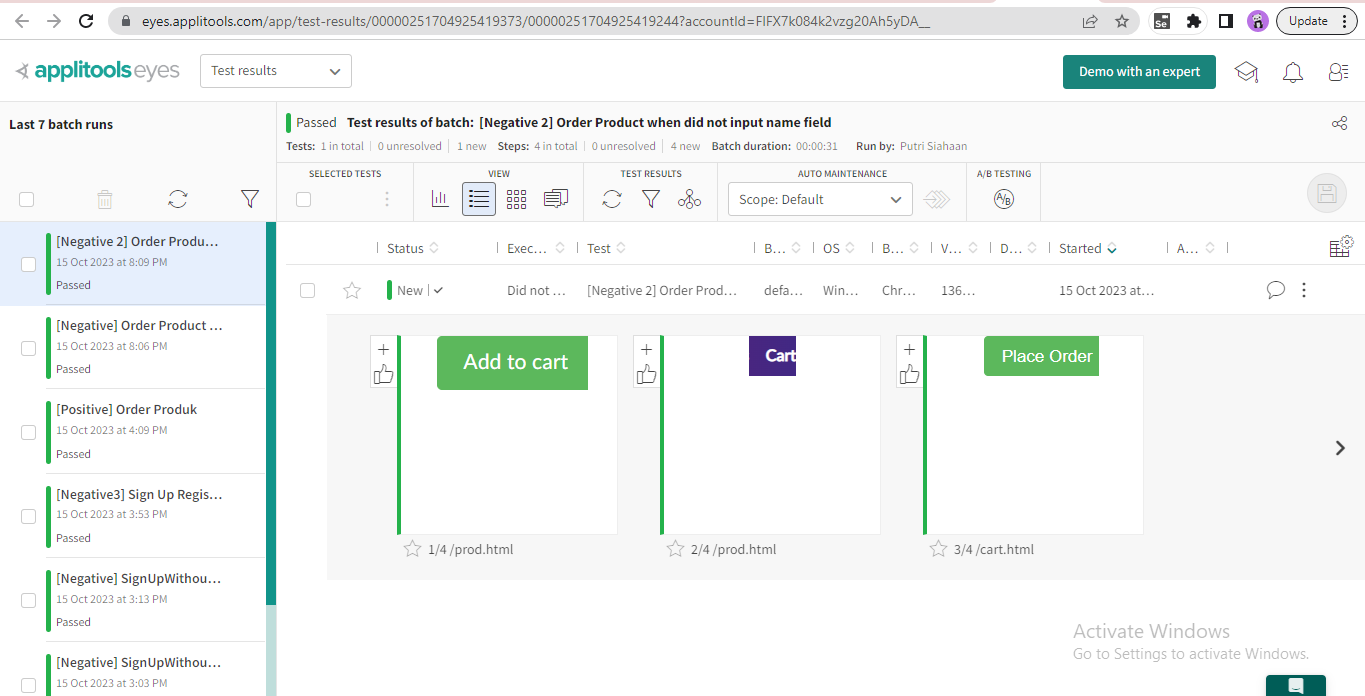 eyes.applitools.com/app/test-results/00000251704925419373/00000251704925419244?accountId=FIFX7k084k2vzg20Ah5yDA__
Se
Update
applitools eyes
Test results
Demo with an expert
Last 7 batch runs
Passed Test results of batch: [Negative 2] Order Product when did not input name field
Tests: 1 in total | 0 unresolved | 1 new Steps: 4 in total | 0 unresolved | 4 new Batch duration: 00:00:31 Run by: Putri Siahaan
SELECTED TESTS VIEW TEST RESULTS AUTO MAINTENANCE A/B TESTING
Scope: Default
A/B
[Negative 2] Order Produ…
15 Oct 2023 at 8:09 PM
Passed
[Negative] Order Product …
15 Oct 2023 at 8:06 PM
Passed
[Positive] Order Produk
15 Oct 2023 at 4:09 PM
Passed
[Negative3] Sign Up Regis…
15 Oct 2023 at 3:53 PM
Passed
[Negative] SignUpWithou…
15 Oct 2023 at 3:13 PM
Passed
[Negative] SignUpWithou…
15 Oct 2023 at 3:03 PM
Status Exec… Test B… OS B… V… D… Started A…
New Did not … [Negative 2] Order Prod… defa… Win… Chr… 136… 15 Oct 2023 at…
Add to cart
Cart
Place Order
1/4 /prod.html
2/4 /prod.html
3/4 /cart.html
Activate Windows
Go to Settings to activate Windows.